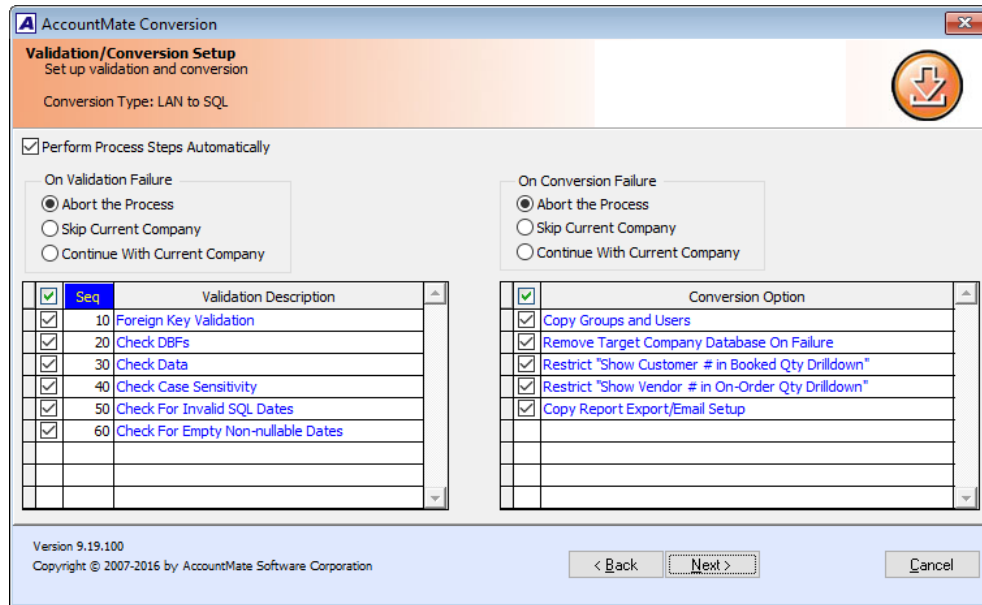 AccountMate Conversion
Validation/Conversion Setup
Set up validation and conversion
Conversion Type: LAN to SQL
Perform Process Steps Automatically
On Validation Failure
Abort the Process
Skip Current Company
Continue With Current Company
On Conversion Failure
Abort the Process
Skip Current Company
Continue With Current Company
Seq Validation Description
10 Foreign Key Validation
20 Check DBFs
30 Check Data
40 Check Case Sensitivity
50 Check For Invalid SQL Dates
60 Check For Empty Non-nullable Dates
Conversion Option
Copy Groups and Users
Remove Target Company Database On Failure
Restrict "Show Customer # in Booked Qty Drilldown"
Restrict "Show Vendor # in On-Order Qty Drilldown"
Copy Report Export/Email Setup
Version 9.19.100
Copyright © 2007-2016 by AccountMate Software Corporation
< Back Next > Cancel